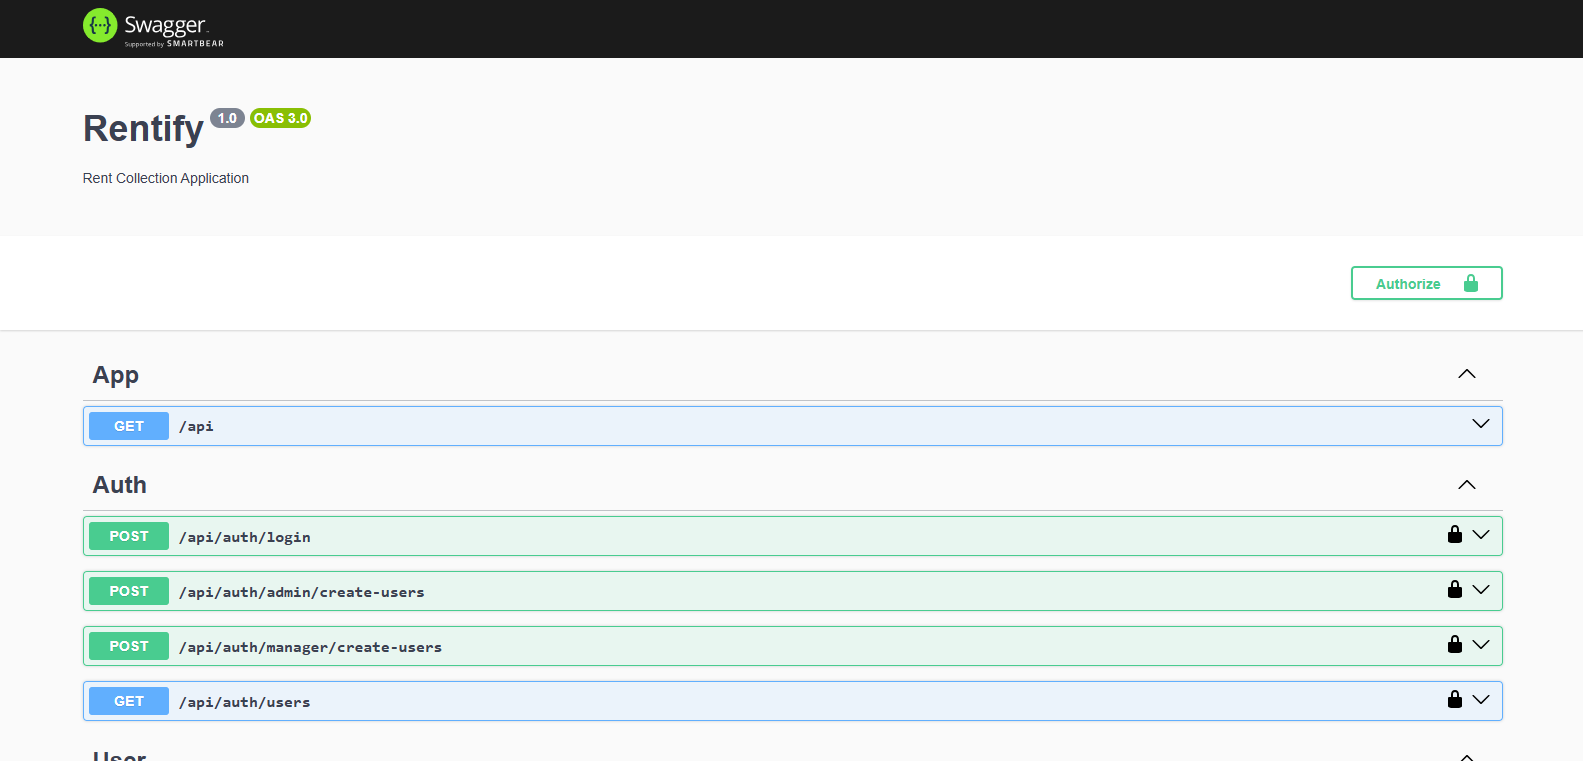 {...} Swagger
Supported by SMARTBEAR
Rentify 1.0 OAS 3.0
Rent Collection Application
Authorize
App
GET /api
Auth
POST /api/auth/login
POST /api/auth/admin/create-users
POST /api/auth/manager/create-users
GET /api/auth/users
User